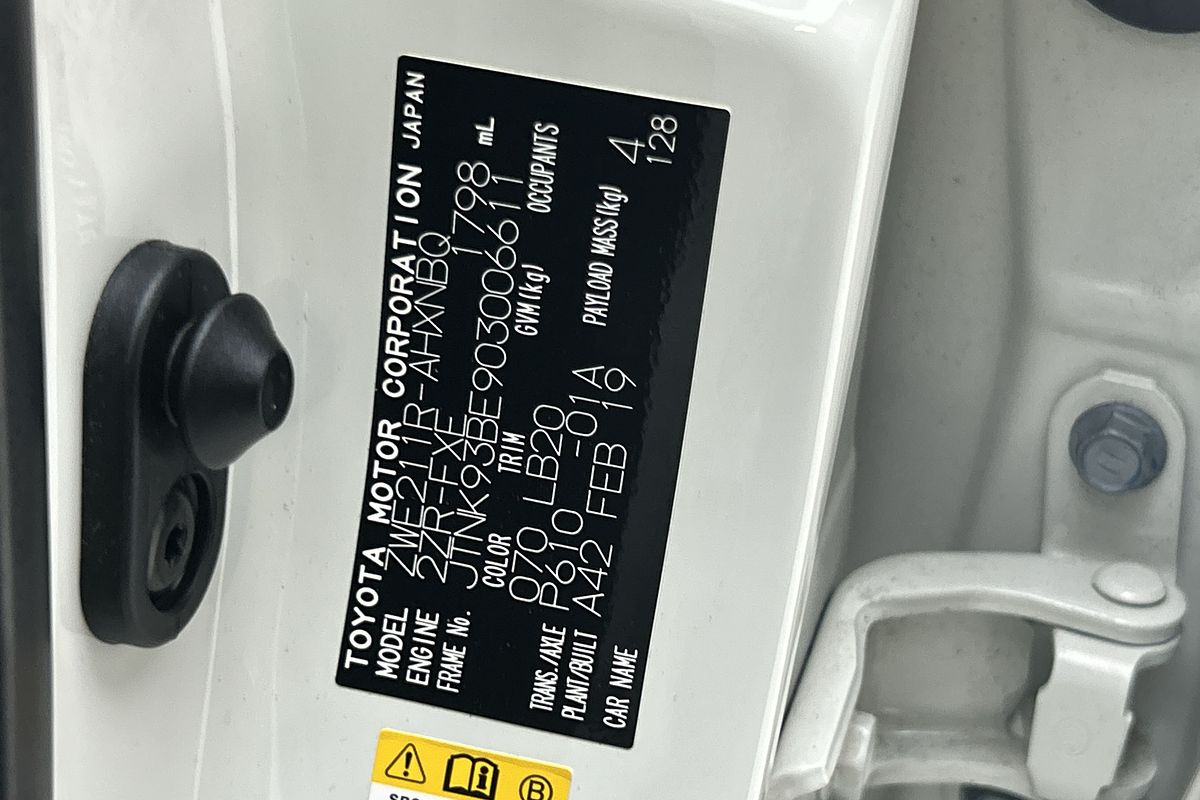 TOYOTA MOTOR CORPORATION JAPAN
MODEL ZWE211R-AHXNBQ
ENGINE 2ZR-FXE 1798 mL
FRAME No. JTNK93BE903006611
COLOR TRIM GVM(kg) OCCUPANTS
070 LB20
TRANS./AXLE P610 -01A PAYLOAD MASS(kg) 4
PLANT/BUILT A42 FEB 19 128
CAR NAME
B